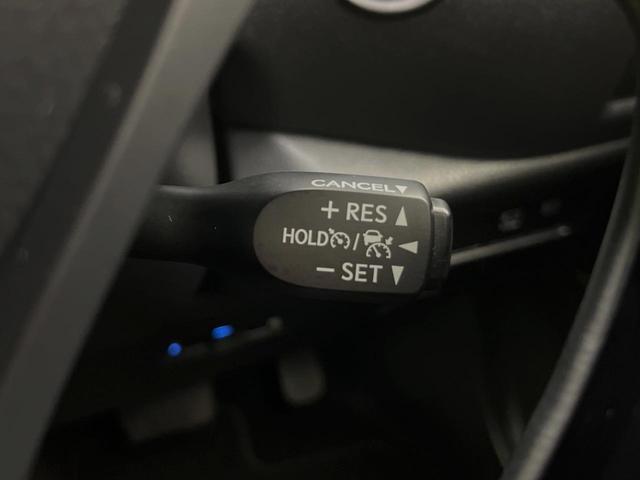 CANCEL▼
+ RES ▲
HOLD / ◀
− SET ▼